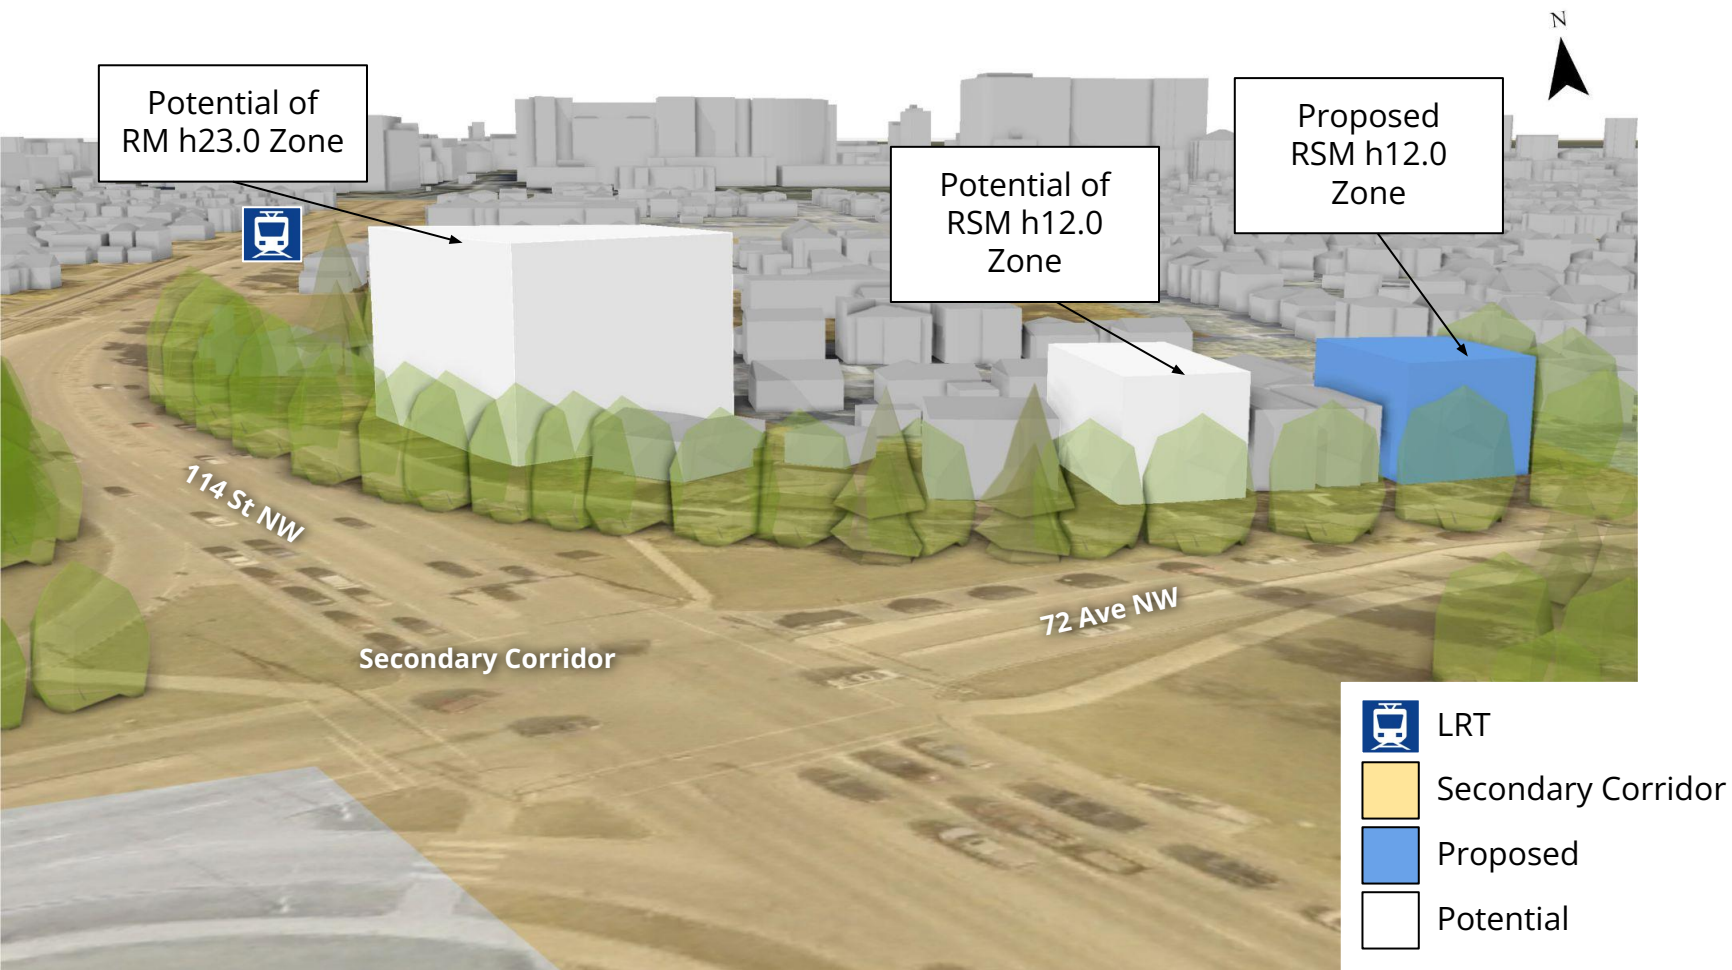 N
Potential of
RM h23.0 Zone
Potential of
RSM h12.0
Zone
Proposed
RSM h12.0
Zone
114 St NW
72 Ave NW
Secondary Corridor
LRT
Secondary Corridor
Proposed
Potential